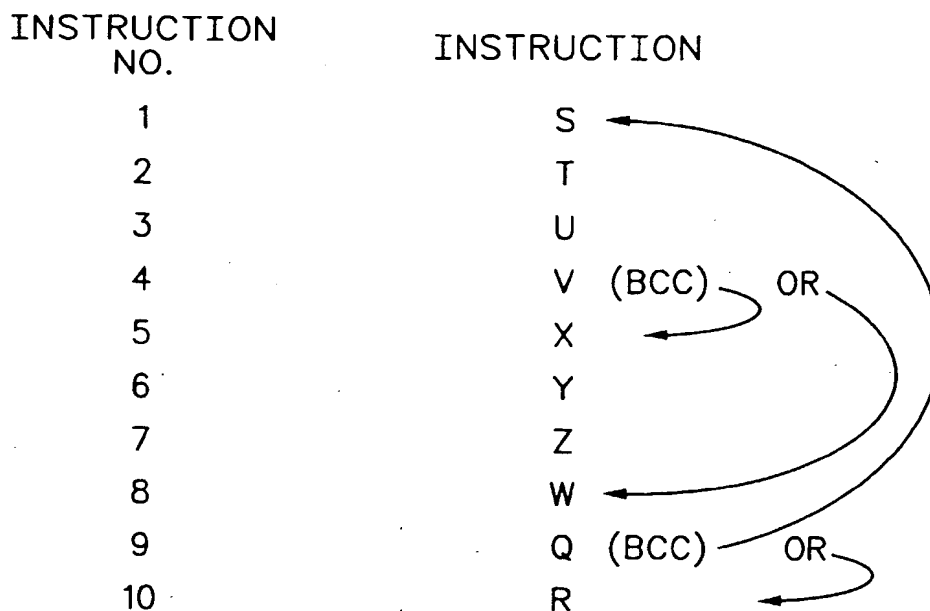 INSTRUCTION NO. INSTRUCTION
1 S
2 T
3 U
4 V (BCC) OR
5 X
6 Y
7 Z
8 W
9 Q (BCC) OR
10 R